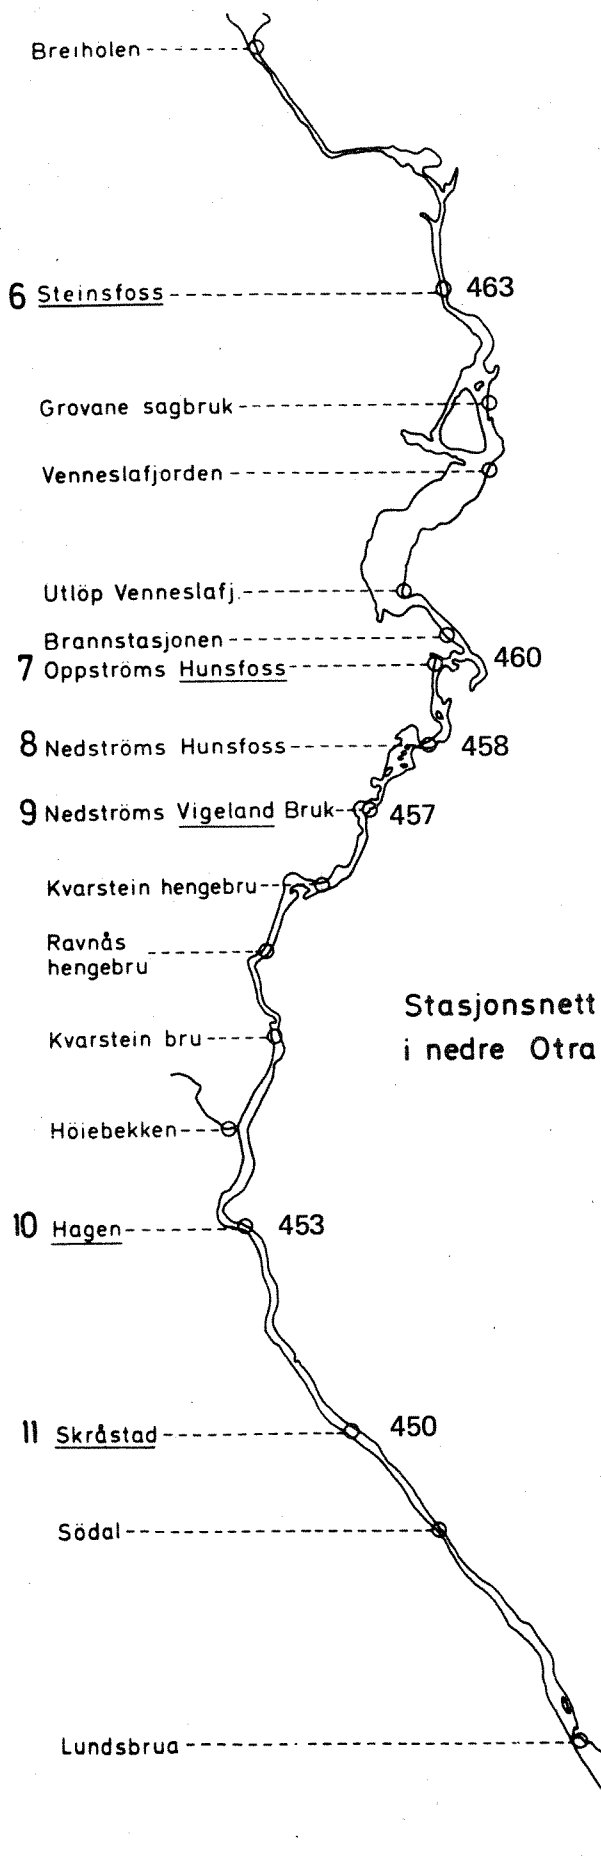 Breiholen
6 Steinsfoss 463
Grovane sagbruk
Venneslafjorden
Utlöp Venneslafj.
Brannstasjonen
7 Oppströms Hunsfoss 460
8 Nedströms Hunsfoss 458
9 Nedströms Vigeland Bruk 457
Kvarstein hengebru
Ravnås
hengebru
Stasjonsnett
i nedre Otra
Kvarstein bru
Höiebekken
10 Hagen 453
11 Skråstad 450
Södal
Lundsbrua